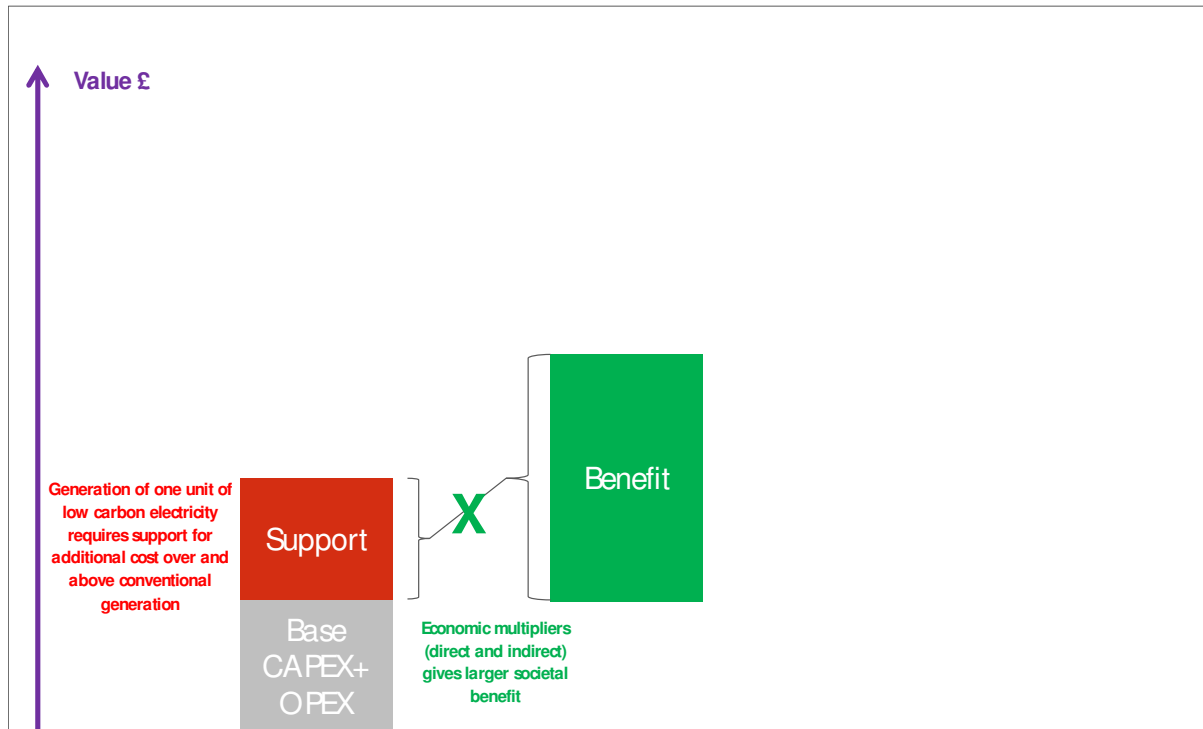 Value £
Generation of one unit of
low carbon electricity
requires support for
additional cost over and
above conventional
generation
Support
Base
CAPEX+
OPEX
X
Economic multipliers
(direct and indirect)
gives larger societal
benefit
Benefit